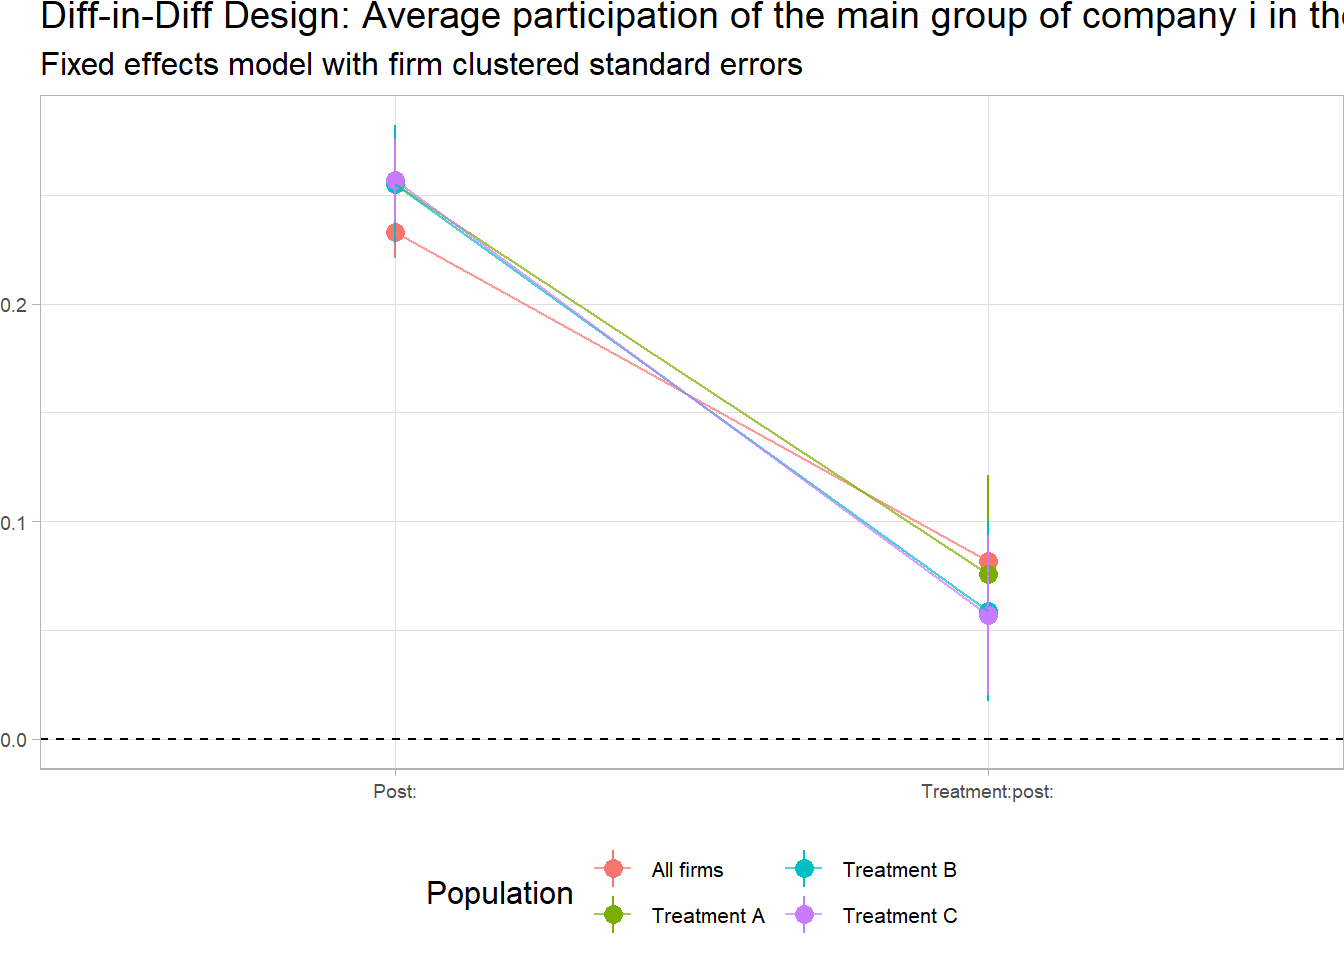 Diff-in-Diff Design: Average participation of the main group of company i in the
Fixed effects model with firm clustered standard errors
0.2
0.1
0.0
Post:
Treatment:post:
Population
All firms
Treatment B
Treatment A
Treatment C